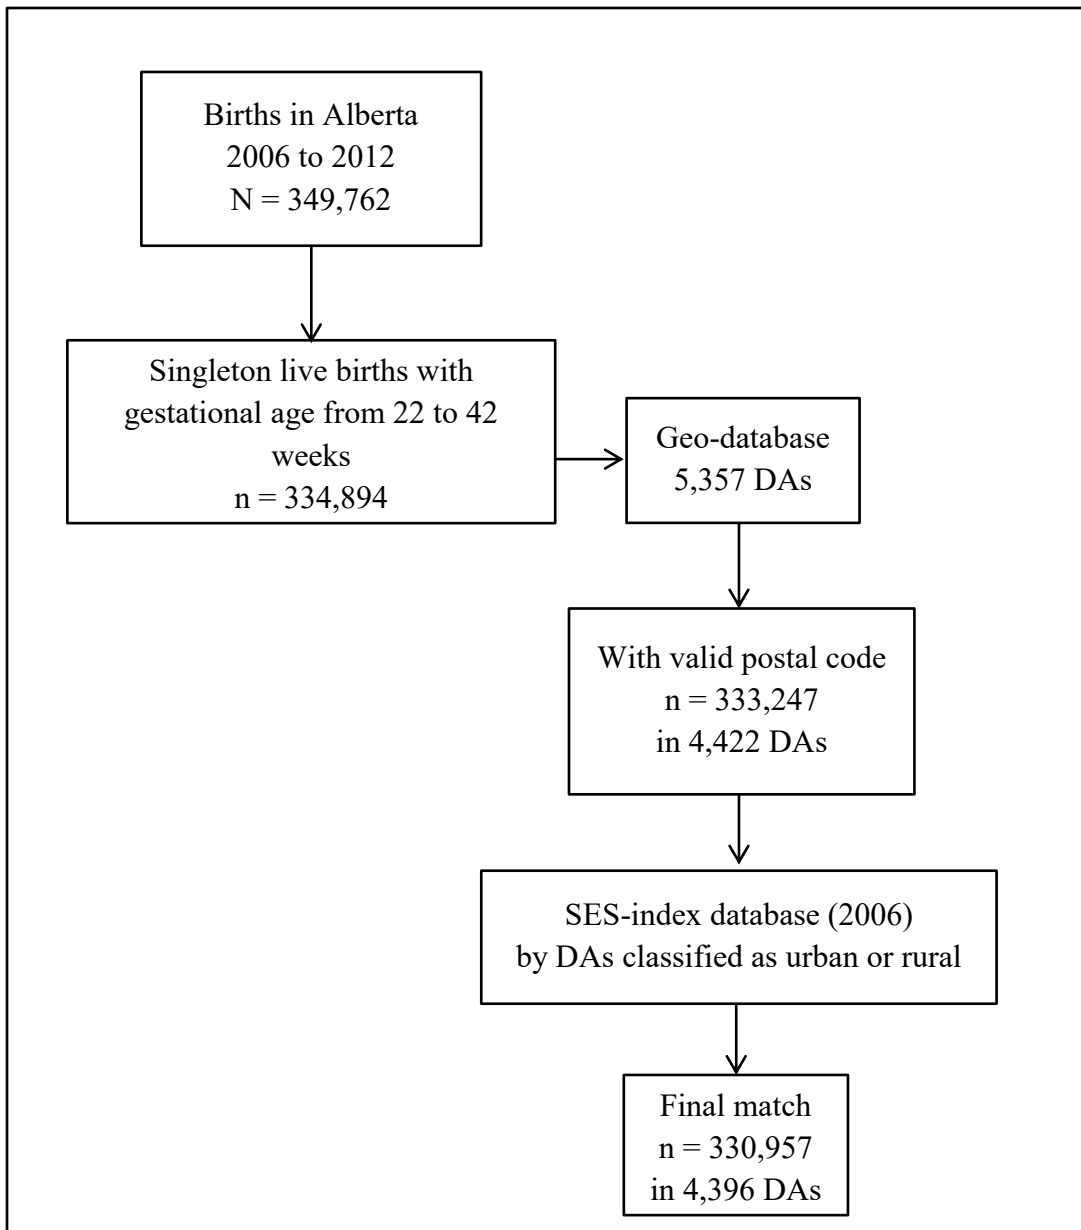 Births in Alberta
2006 to 2012
N = 349,762
Singleton live births with
gestational age from 22 to 42
weeks
n = 334,894
Geo-database
5,357 DAs
With valid postal code
n = 333,247
in 4,422 DAs
SES-index database (2006)
by DAs classified as urban or rural
Final match
n = 330,957
in 4,396 DAs